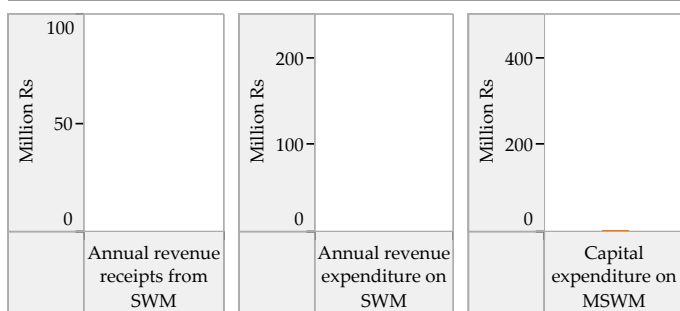 Million Rs
100
50
0
Annual revenue
receipts from
SWM
Million Rs
200
100
0
Annual revenue
expenditure on
SWM
Million Rs
400
200
0
Capital
expenditure on
MSWM